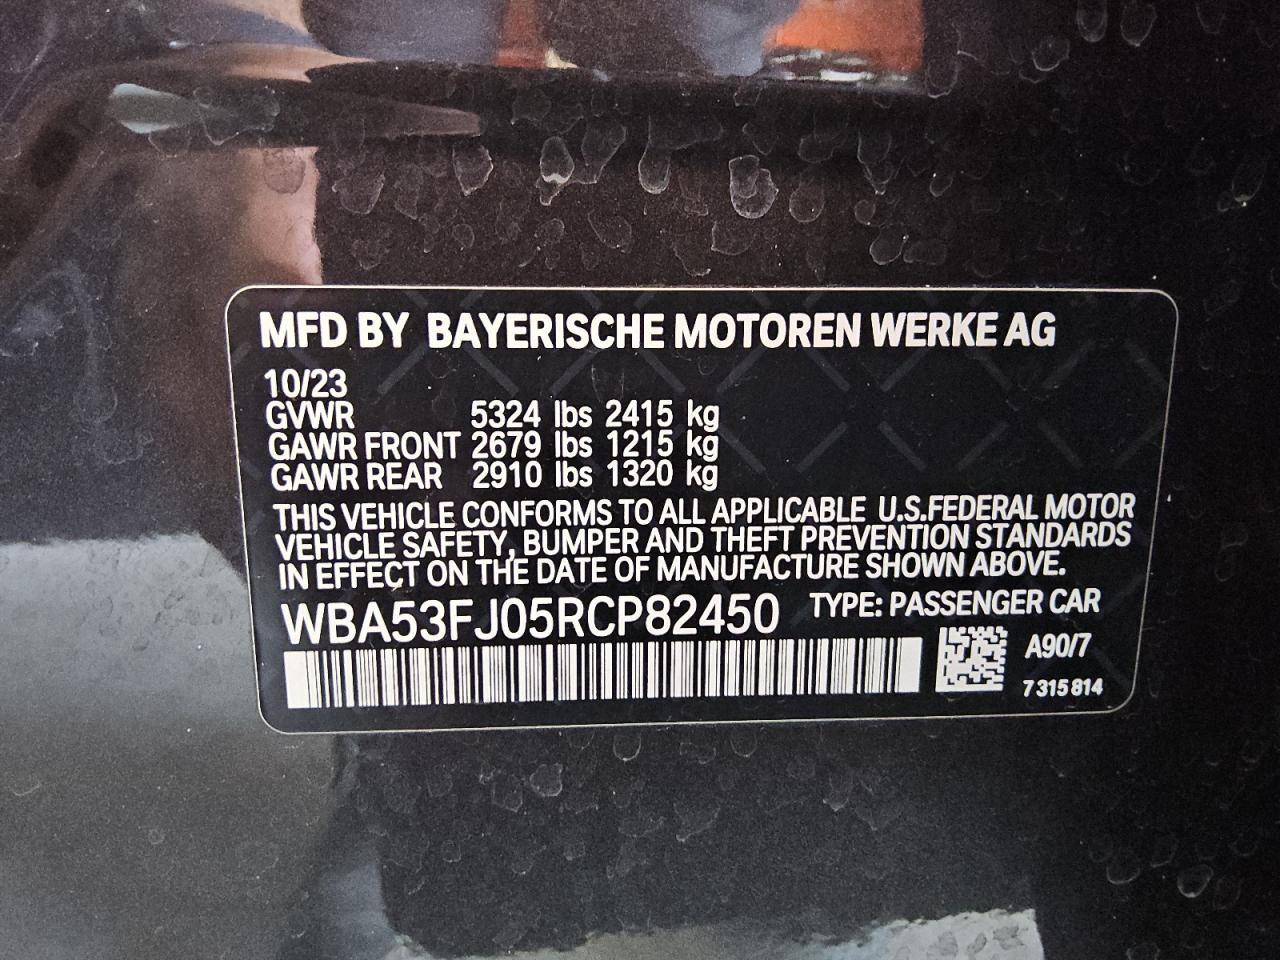 MFD BY BAYERISCHE MOTOREN WERKE AG
10/23
GVWR 5324 lbs 2415 kg
GAWR FRONT 2679 lbs 1215 kg
GAWR REAR 2910 lbs 1320 kg
THIS VEHICLE CONFORMS TO ALL APPLICABLE U.S.FEDERAL MOTOR
VEHICLE SAFETY, BUMPER AND THEFT PREVENTION STANDARDS
IN EFFECT ON THE DATE OF MANUFACTURE SHOWN ABOVE.
WBA53FJ05RCP82450 TYPE: PASSENGER CAR
A90/7
7 315 814